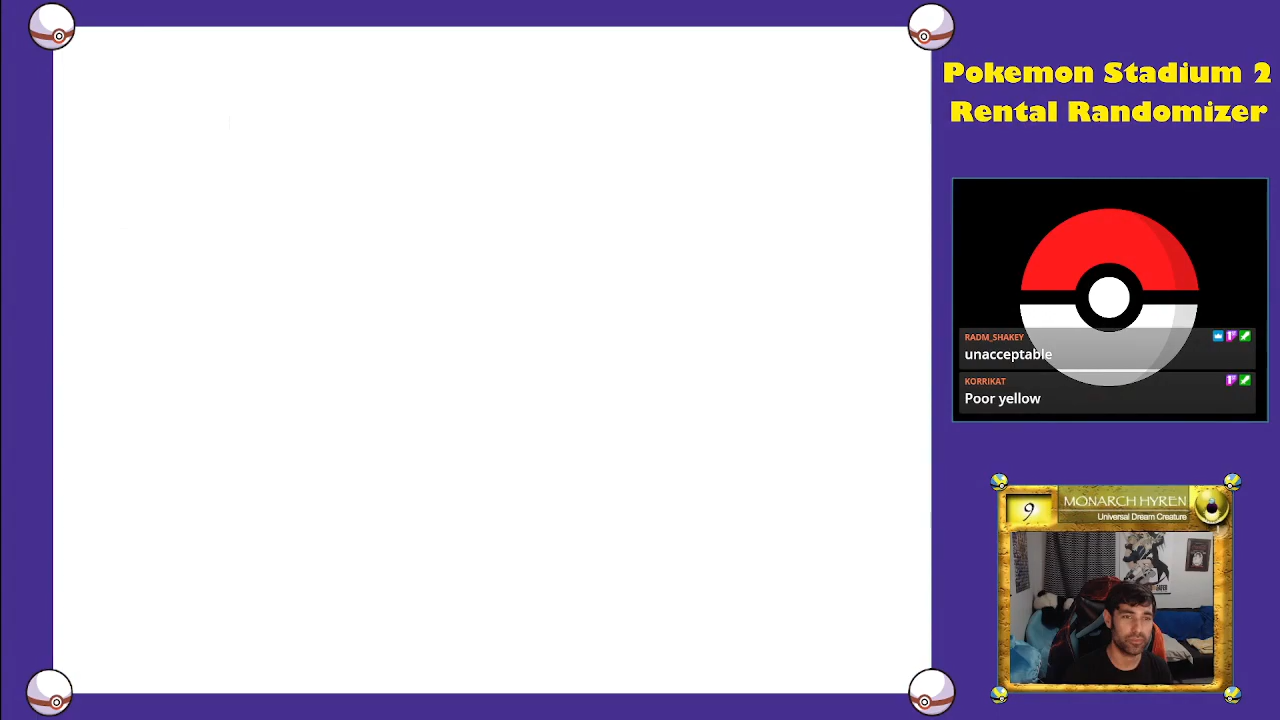 Pokemon Stadium 2
Rental Randomizer
RADM_SHAKEY
unacceptable
KORRIKAT
Poor yellow
9
MONARCH HYREN
Universal Dream Creature